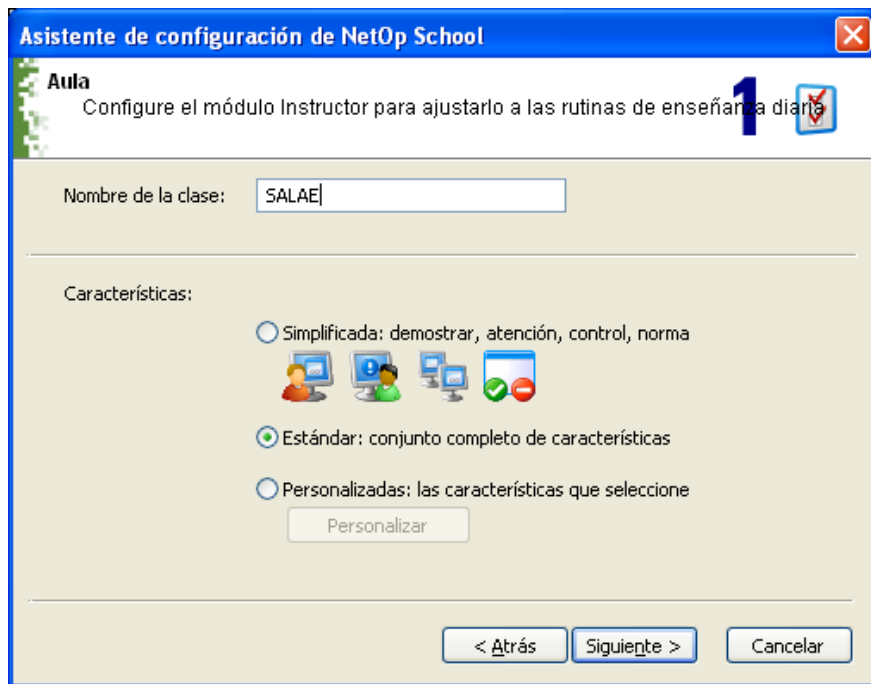 Asistente de configuración de NetOp School
Aula
Configure el módulo Instructor para ajustarlo a las rutinas de enseñanza diaria
1
Nombre de la clase:
SALAE
Características:
Simplificada: demostrar, atención, control, norma
Estándar: conjunto completo de características
Personalizadas: las características que seleccione
Personalizar
< Atrás
Siguiente >
Cancelar